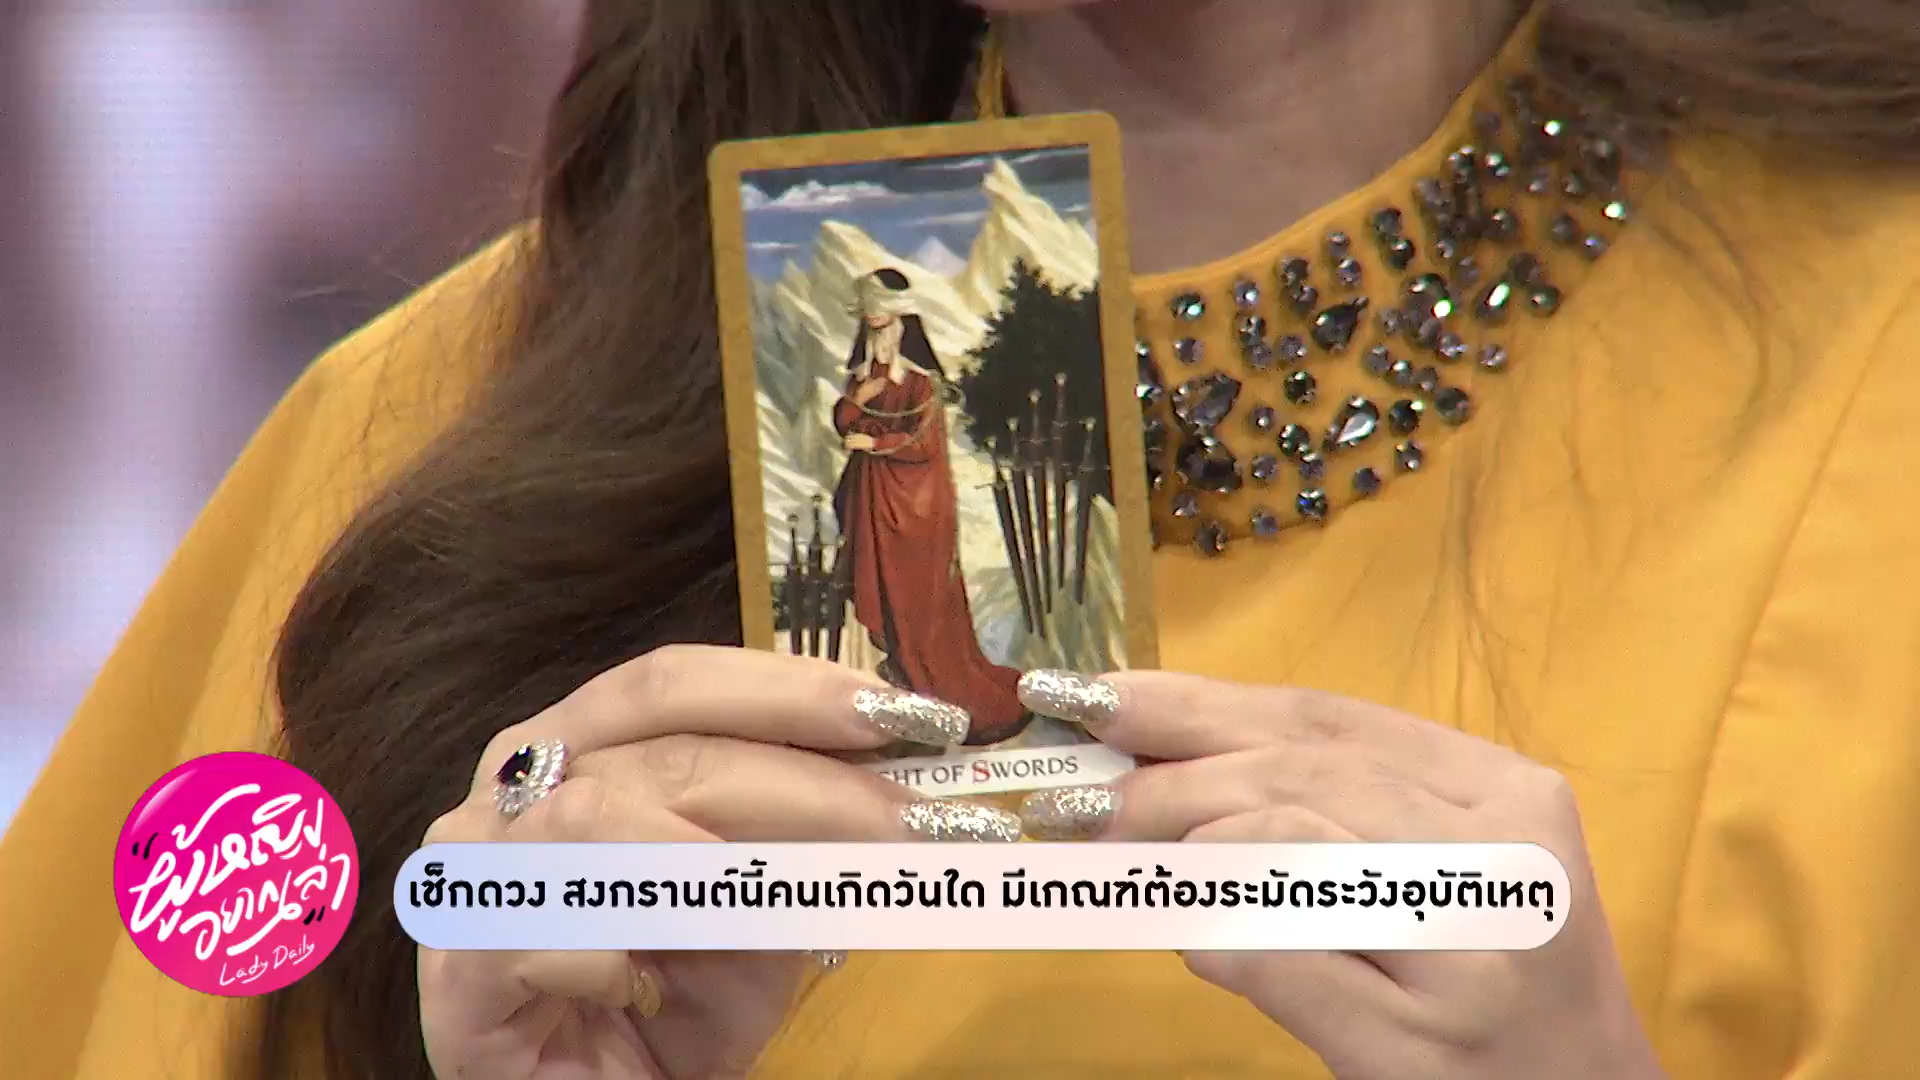 GHT OF SWORDS
"ผู้หญิง
อยากเล่า"
Lady Daily
เช็กดวง สงกรานต์นี้คนเกิดวันใด มีเกณฑ์ต้องระมัดระวังอุบัติเหตุ